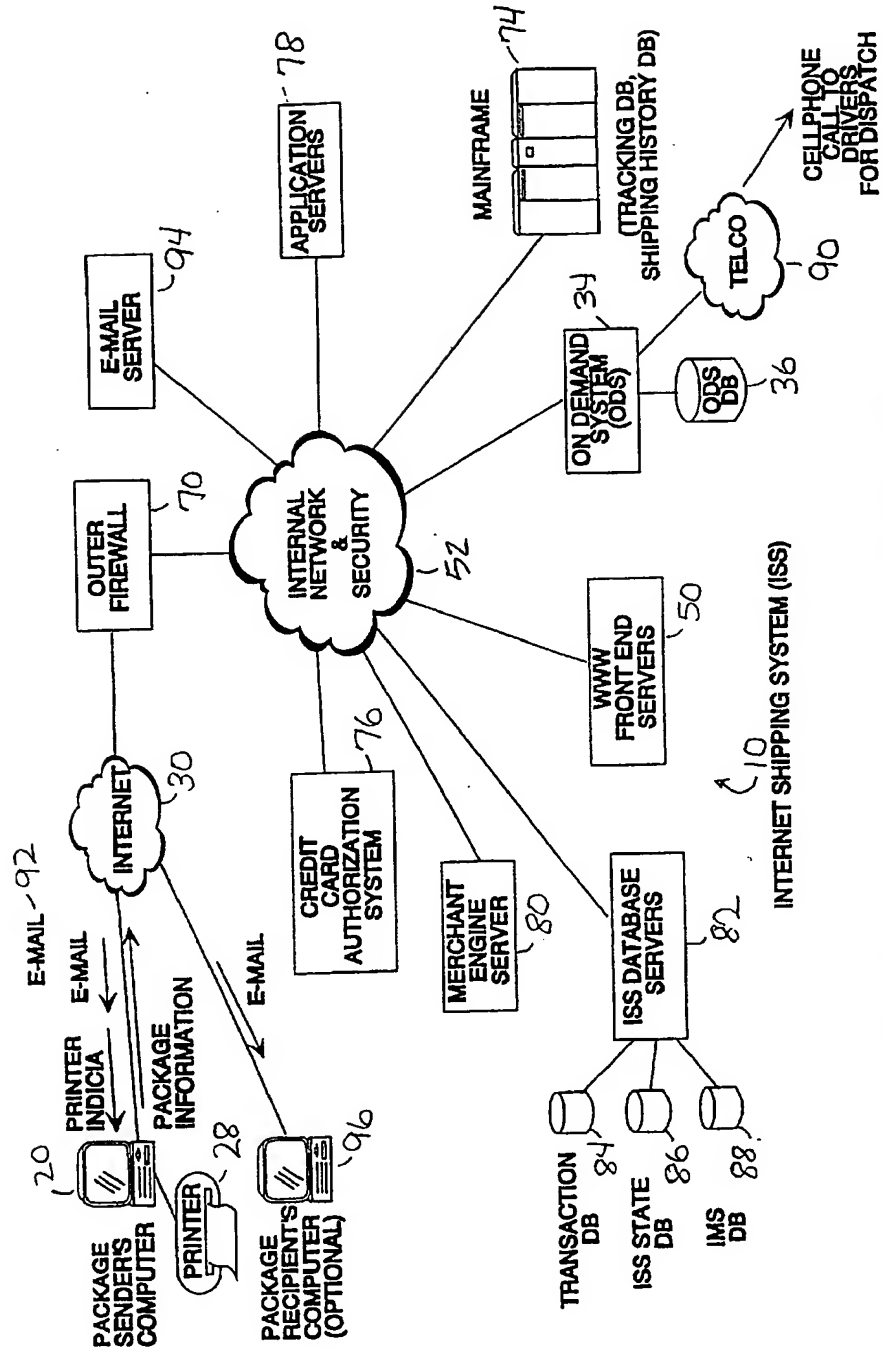 E-MAIL 92
20
PACKAGE
SENDER'S
COMPUTER
PRINTER
INDICIA
E-MAIL
PACKAGE
INFORMATION
PRINTER
28
PACKAGE
RECIPIENT'S
COMPUTER
(OPTIONAL)
96
E-MAIL
INTERNET
30
OUTER
FIREWALL
70
E-MAIL
SERVER
94
APPLICATION
SERVERS
78
INTERNAL
NETWORK
&
SECURITY
52
CREDIT
CARD
AUTHORIZATION
SYSTEM
76
MERCHANT
ENGINE
SERVER
80
MAINFRAME
74
(TRACKING DB,
SHIPPING HISTORY DB)
ON DEMAND
SYSTEM
(ODS)
34
ODS
DB
36
TELCO
90
CELLPHONE
CALL TO
DRIVERS
FOR DISPATCH
WWW
FRONT END
SERVERS
50
ISS DATABASE
SERVERS
82
TRANSACTION
DB
84
ISS STATE
DB
86
IMS
DB
88
10
INTERNET SHIPPING SYSTEM (ISS)